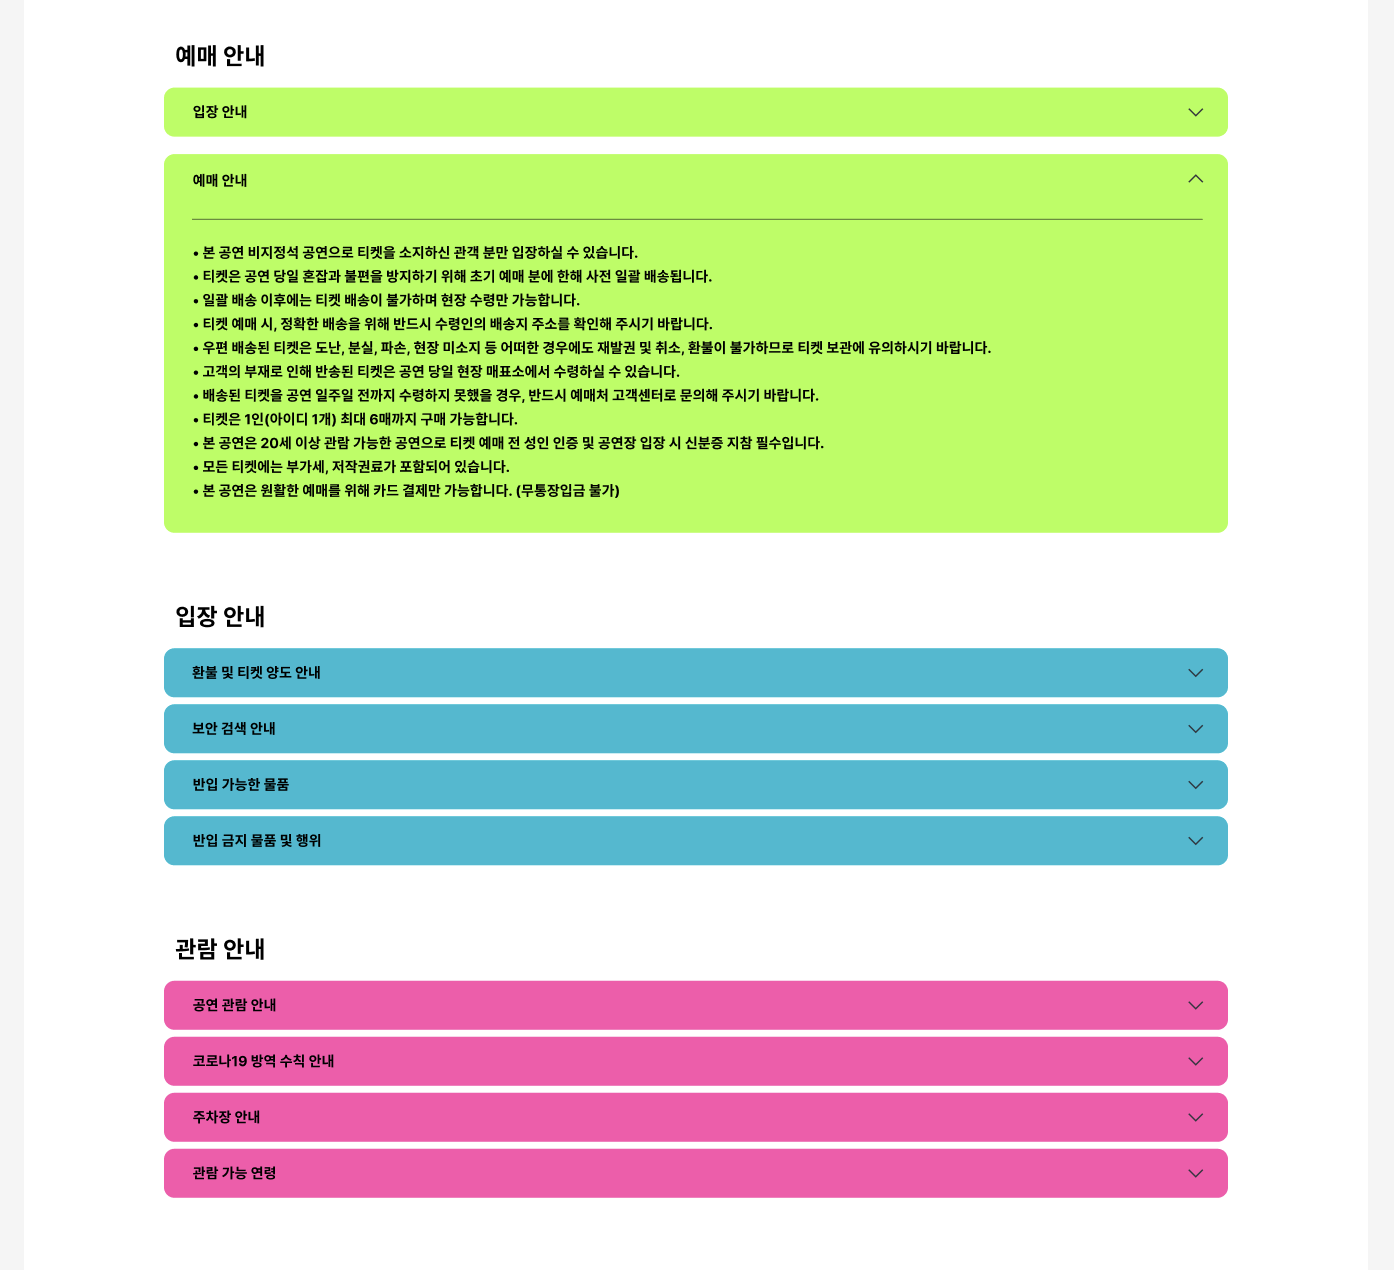 예매 안내
입장 안내
예매 안내
• 본 공연 비지정석 공연으로 티켓을 소지하신 관객 분만 입장하실 수 있습니다.
• 티켓은 공연 당일 혼잡과 불편을 방지하기 위해 초기 예매 분에 한해 사전 일괄 배송됩니다.
• 일괄 배송 이후에는 티켓 배송이 불가하며 현장 수령만 가능합니다.
• 티켓 예매 시, 정확한 배송을 위해 반드시 수령인의 배송지 주소를 확인해 주시기 바랍니다.
• 우편 배송된 티켓은 도난, 분실, 파손, 현장 미소지 등 어떠한 경우에도 재발권 및 취소, 환불이 불가하므로 티켓 보관에 유의하시기 바랍니다.
• 고객의 부재로 인해 반송된 티켓은 공연 당일 현장 매표소에서 수령하실 수 있습니다.
• 배송된 티켓을 공연 일주일 전까지 수령하지 못했을 경우, 반드시 예매처 고객센터로 문의해 주시기 바랍니다.
• 티켓은 1인(아이디 1개) 최대 6매까지 구매 가능합니다.
• 본 공연은 20세 이상 관람 가능한 공연으로 티켓 예매 전 성인 인증 및 공연장 입장 시 신분증 지참 필수입니다.
• 모든 티켓에는 부가세, 저작권료가 포함되어 있습니다.
• 본 공연은 원활한 예매를 위해 카드 결제만 가능합니다. (무통장입금 불가)
입장 안내
환불 및 티켓 양도 안내
보안 검색 안내
반입 가능한 물품
반입 금지 물품 및 행위
관람 안내
공연 관람 안내
코로나19 방역 수칙 안내
주차장 안내
관람 가능 연령